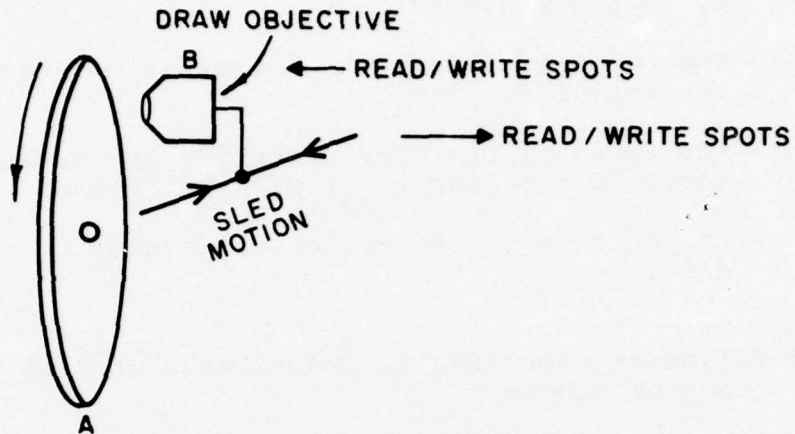 DRAW OBJECTIVE
B
READ/WRITE SPOTS
READ/WRITE SPOTS
SLED
MOTION
A